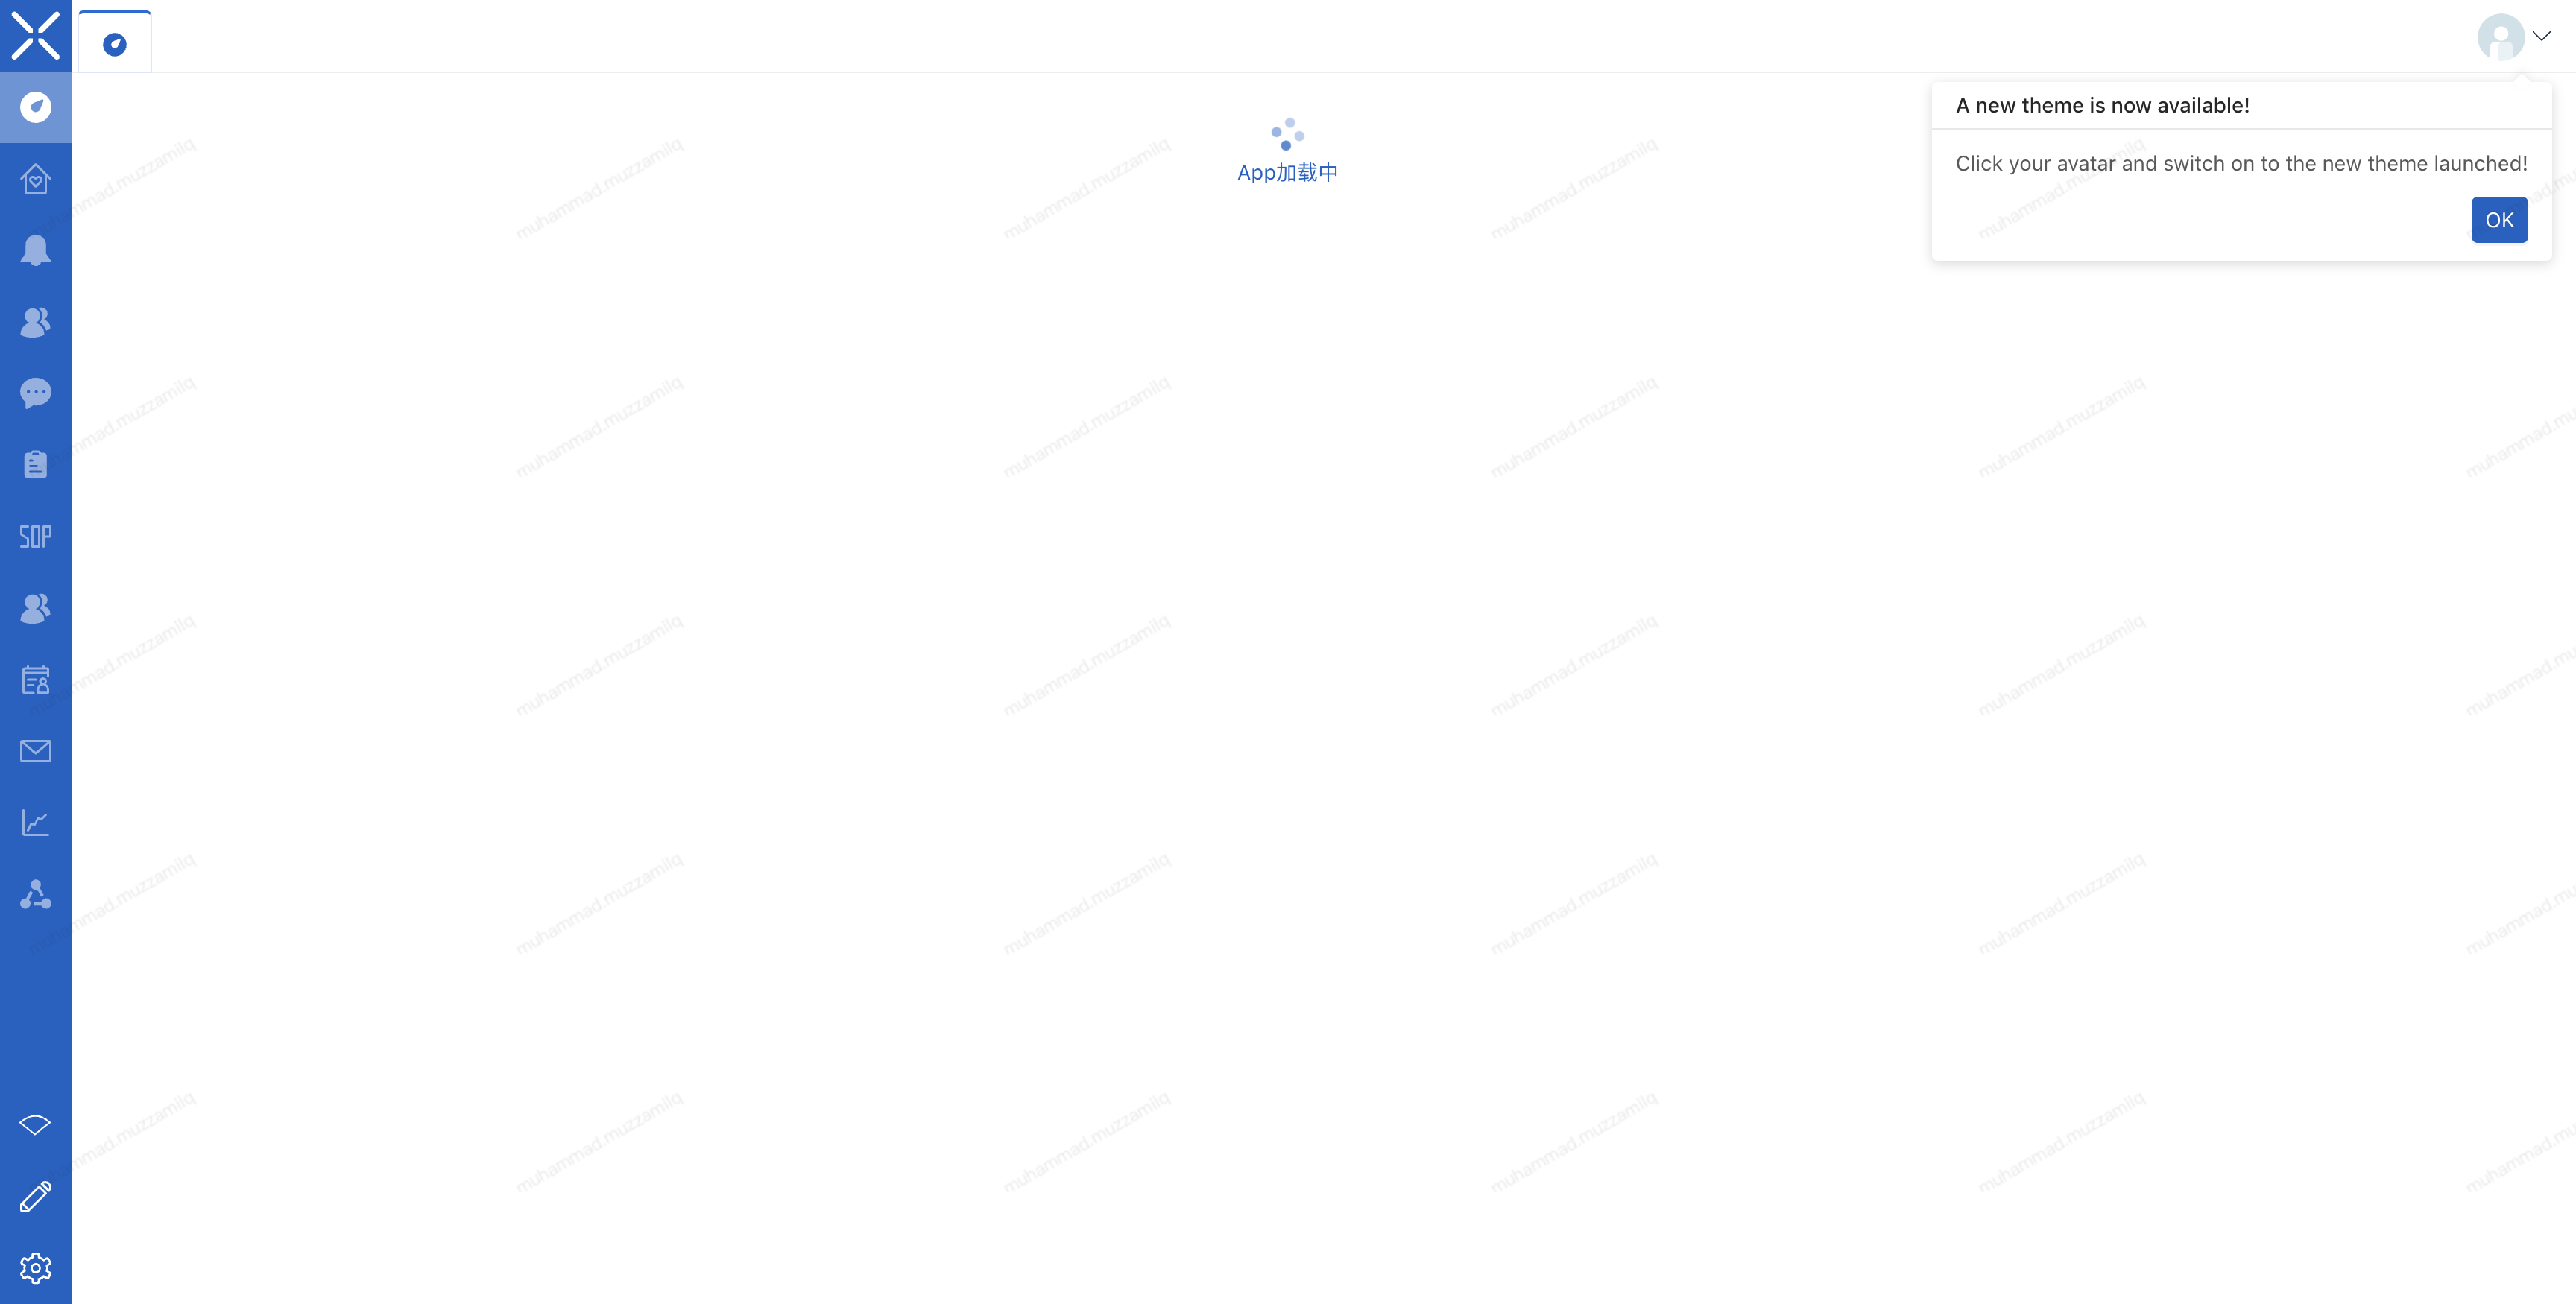 A new theme is now available!
Click your avatar and switch on to the new theme launched!
OK
App加载中
SOP
muhammad.muzzamilq